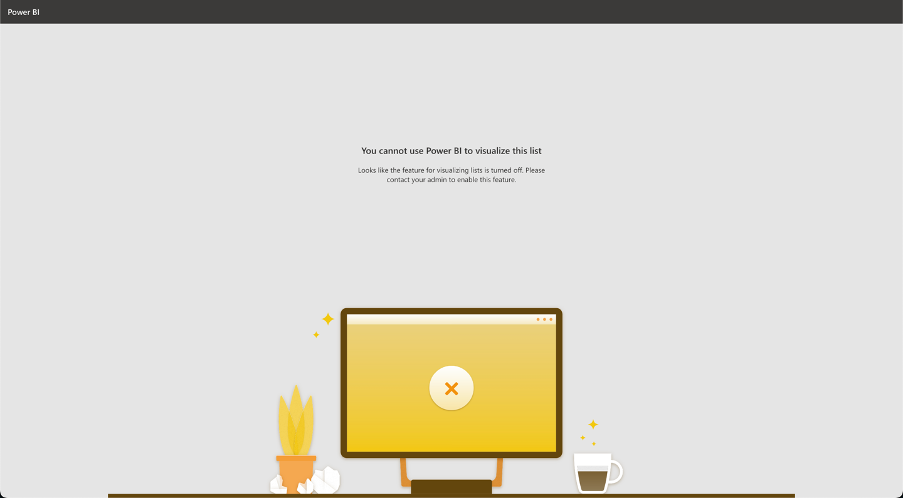 Power BI
You cannot use Power BI to visualize this list
Looks like the feature for visualizing lists is turned off. Please
contact your admin to enable this feature.